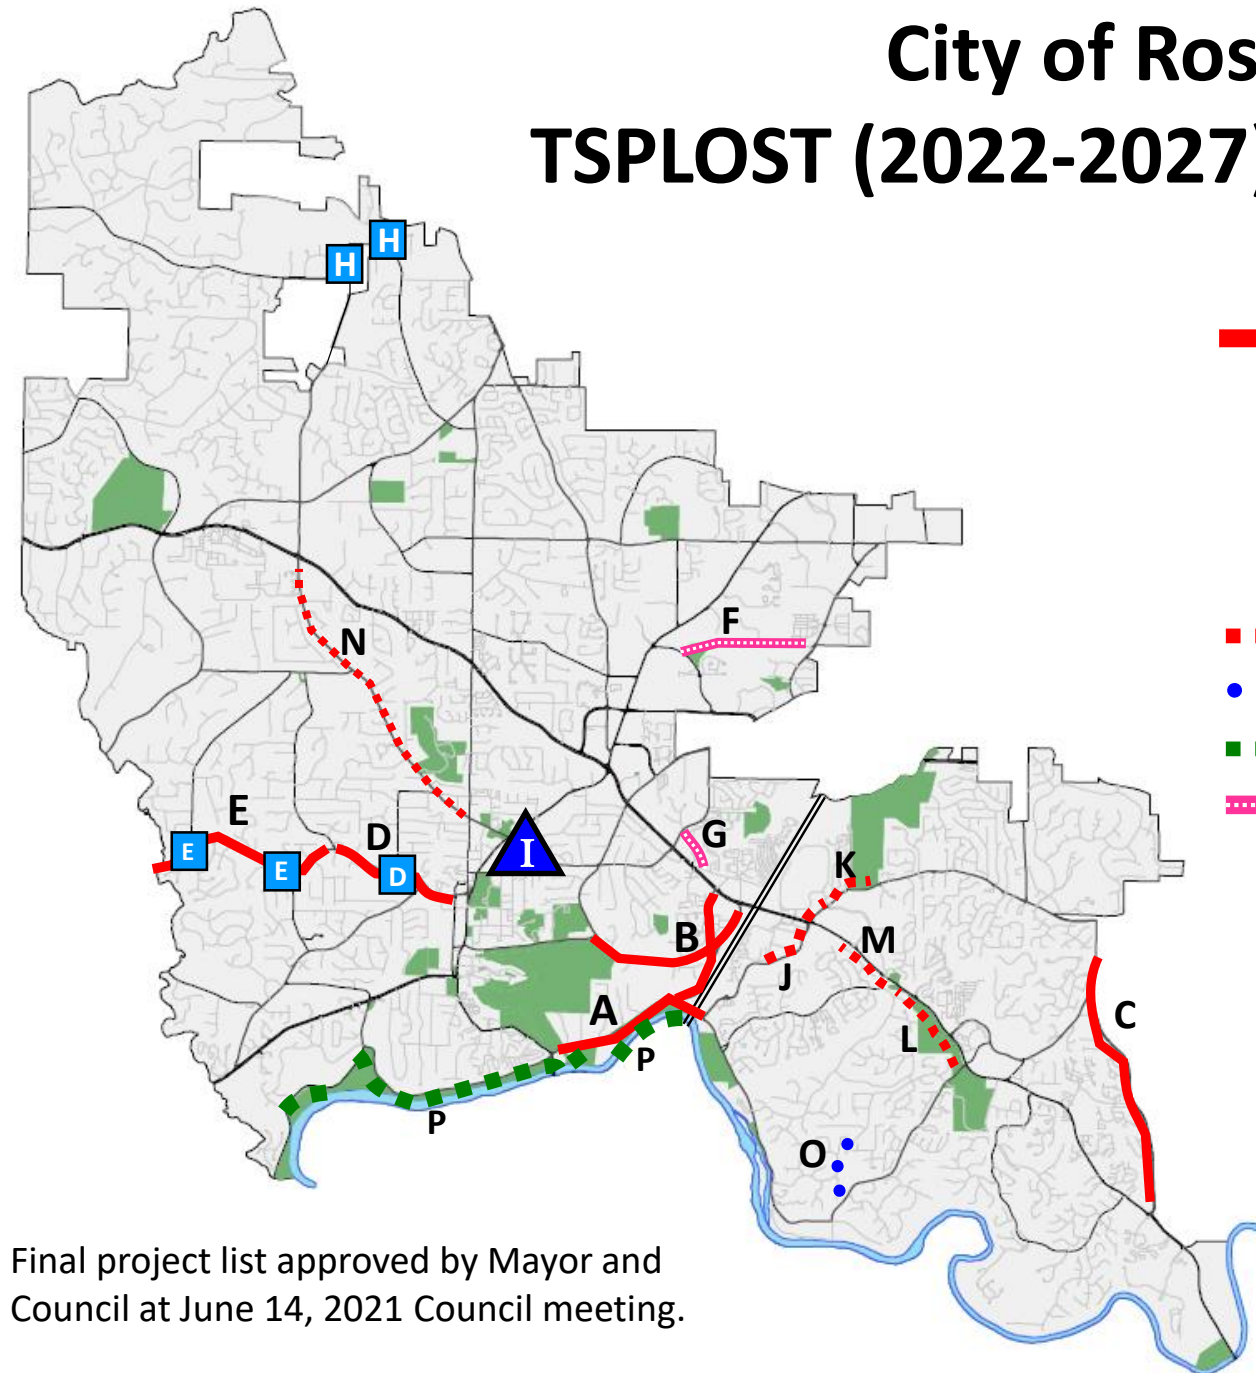 City of Ros
TSPLOST (2022-2027)
H
H
F
N
E
D
I
G
E
E
D
K
B
M
J
A
C
L
P
P
O
Final project list approved by Mayor and
Council at June 14, 2021 Council meeting.